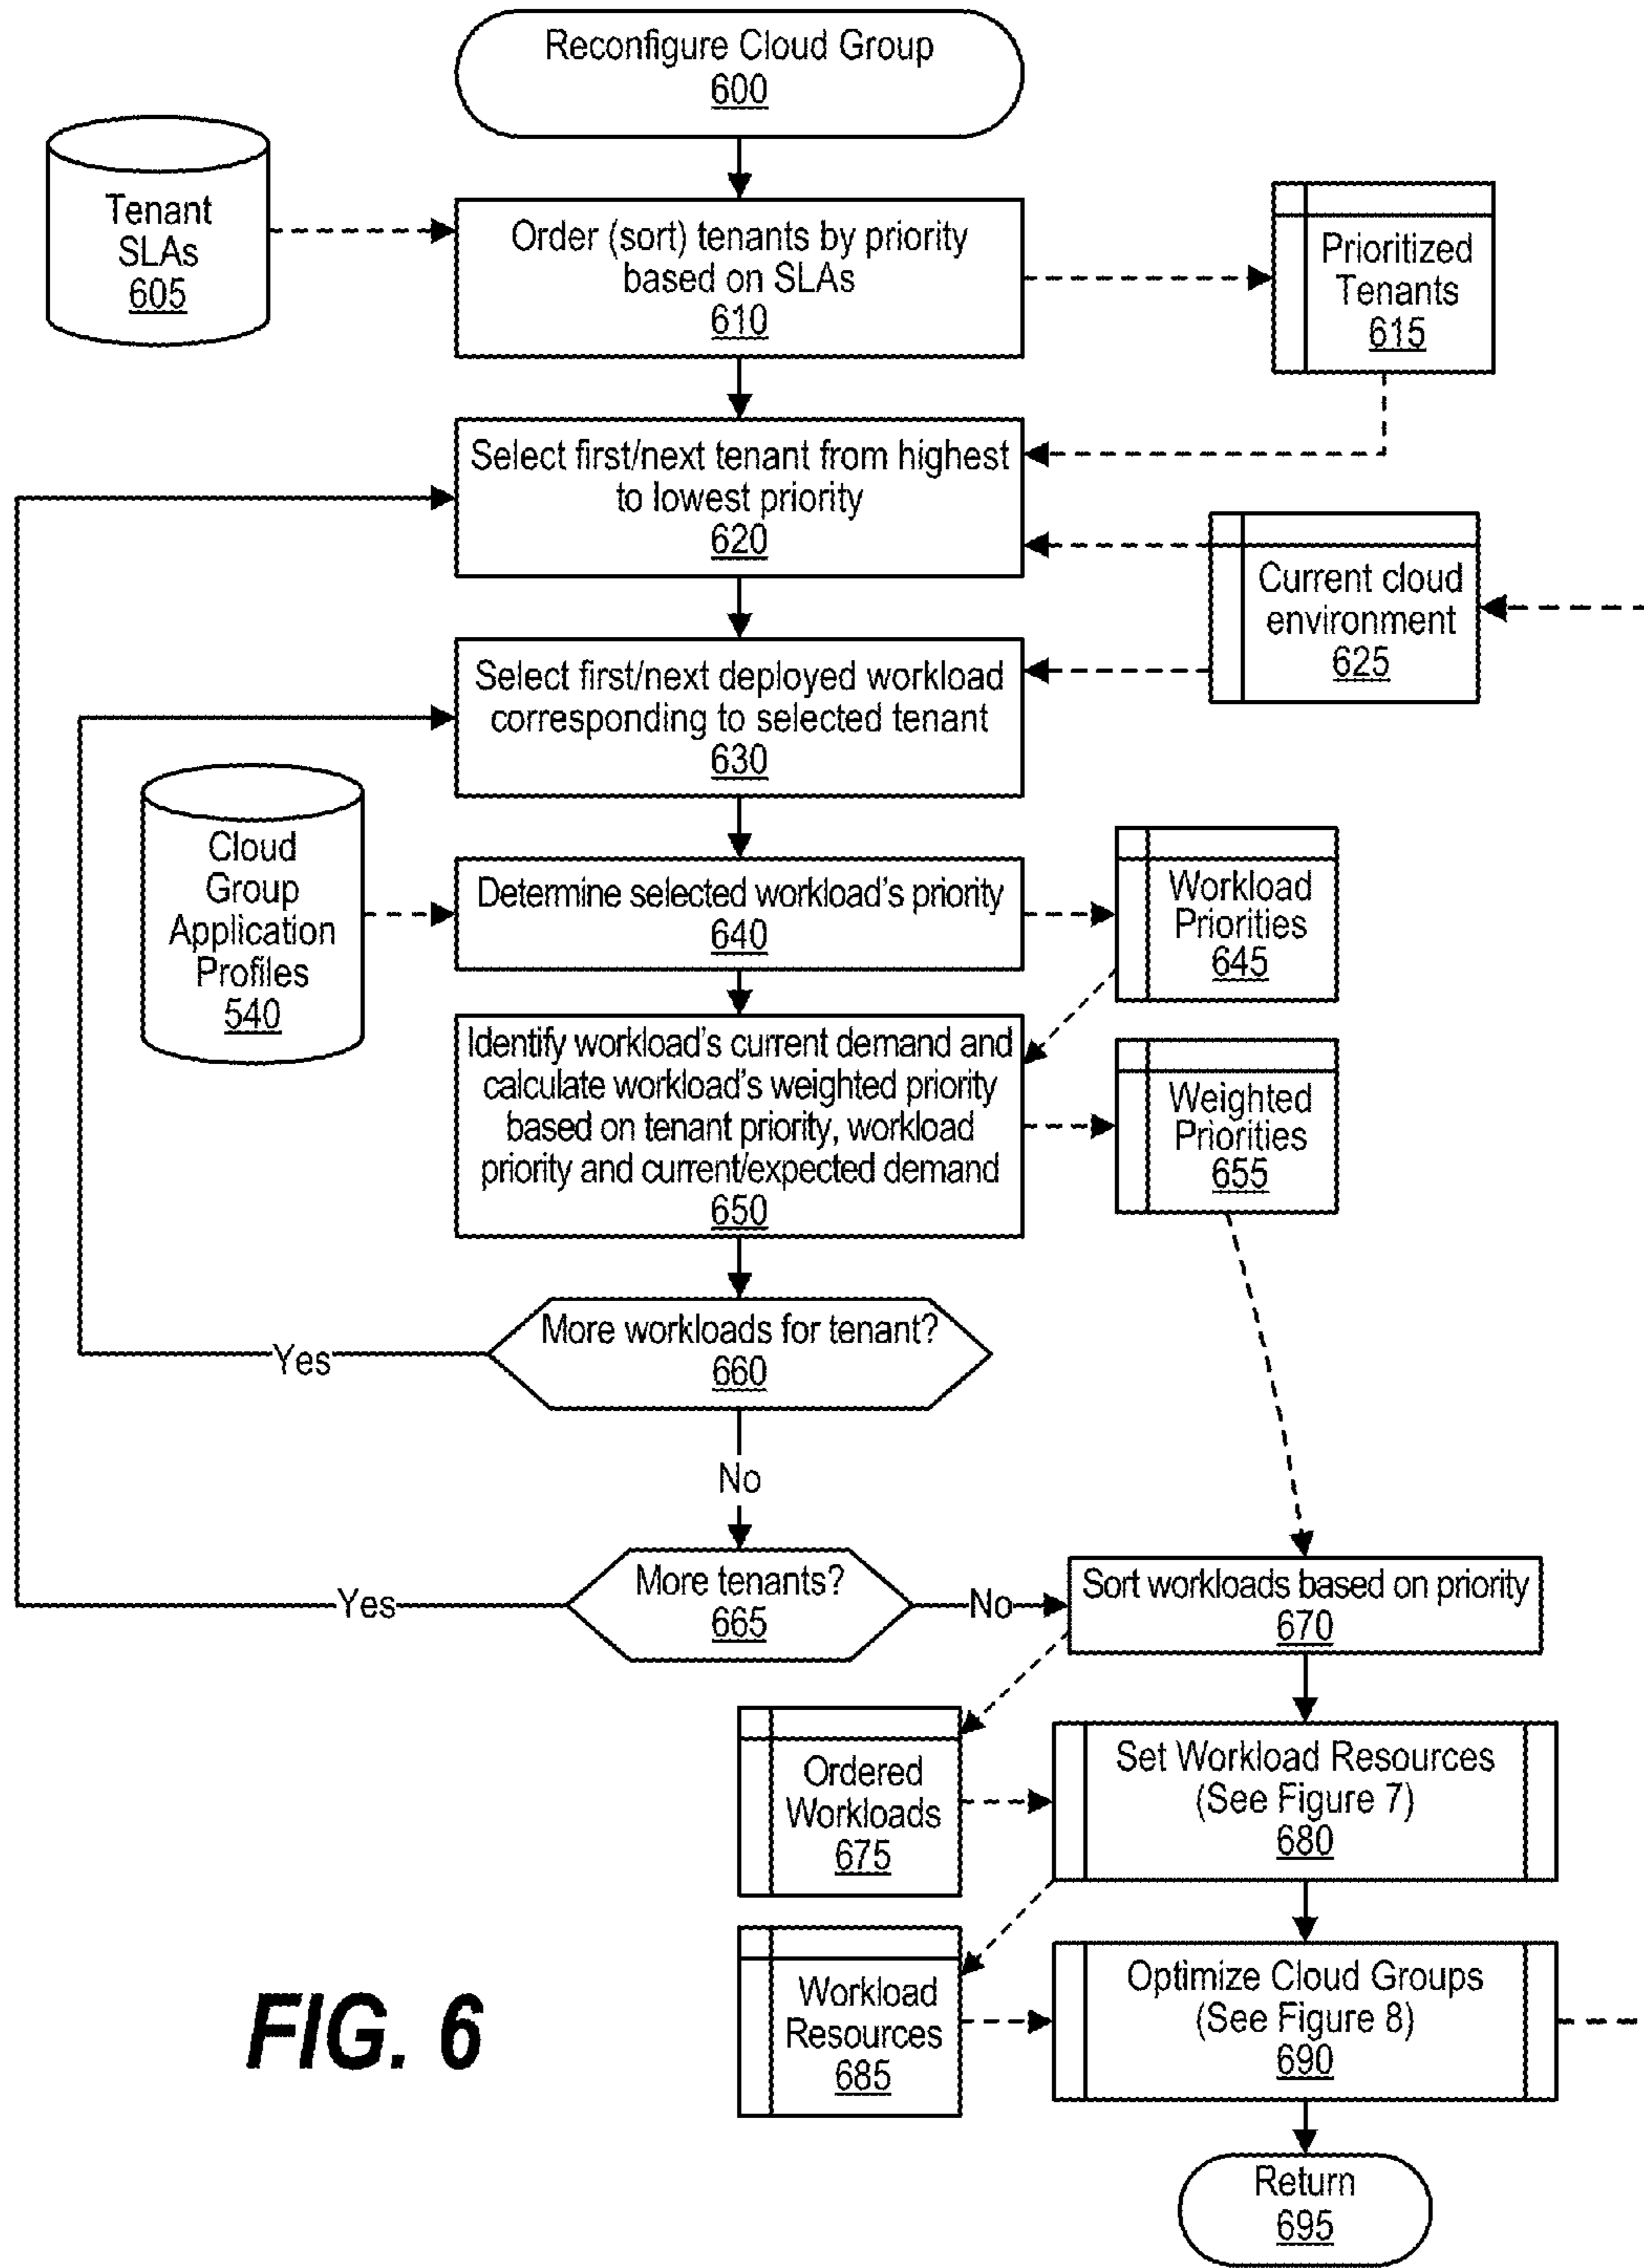 Reconfigure Cloud Group
600
Tenant
SLAs
605
Order (sort) tenants by priority
based on SLAs
610
Prioritized
Tenants
615
Select first/next tenant from highest
to lowest priority
620
Current cloud
environment
625
Select first/next deployed workload
corresponding to selected tenant
630
Cloud
Group
Application
Profiles
540
Determine selected workload's priority
640
Workload
Priorities
645
Identify workload's current demand and
calculate workload's weighted priority
based on tenant priority, workload
priority and current/expected demand
650
Weighted
Priorities
655
More workloads for tenant?
660
Yes
No
More tenants?
665
Yes
No
Sort workloads based on priority
670
Ordered
Workloads
675
Set Workload Resources
(See Figure 7)
680
Workload
Resources
685
Optimize Cloud Groups
(See Figure 8)
690
FIG. 6
Return
695